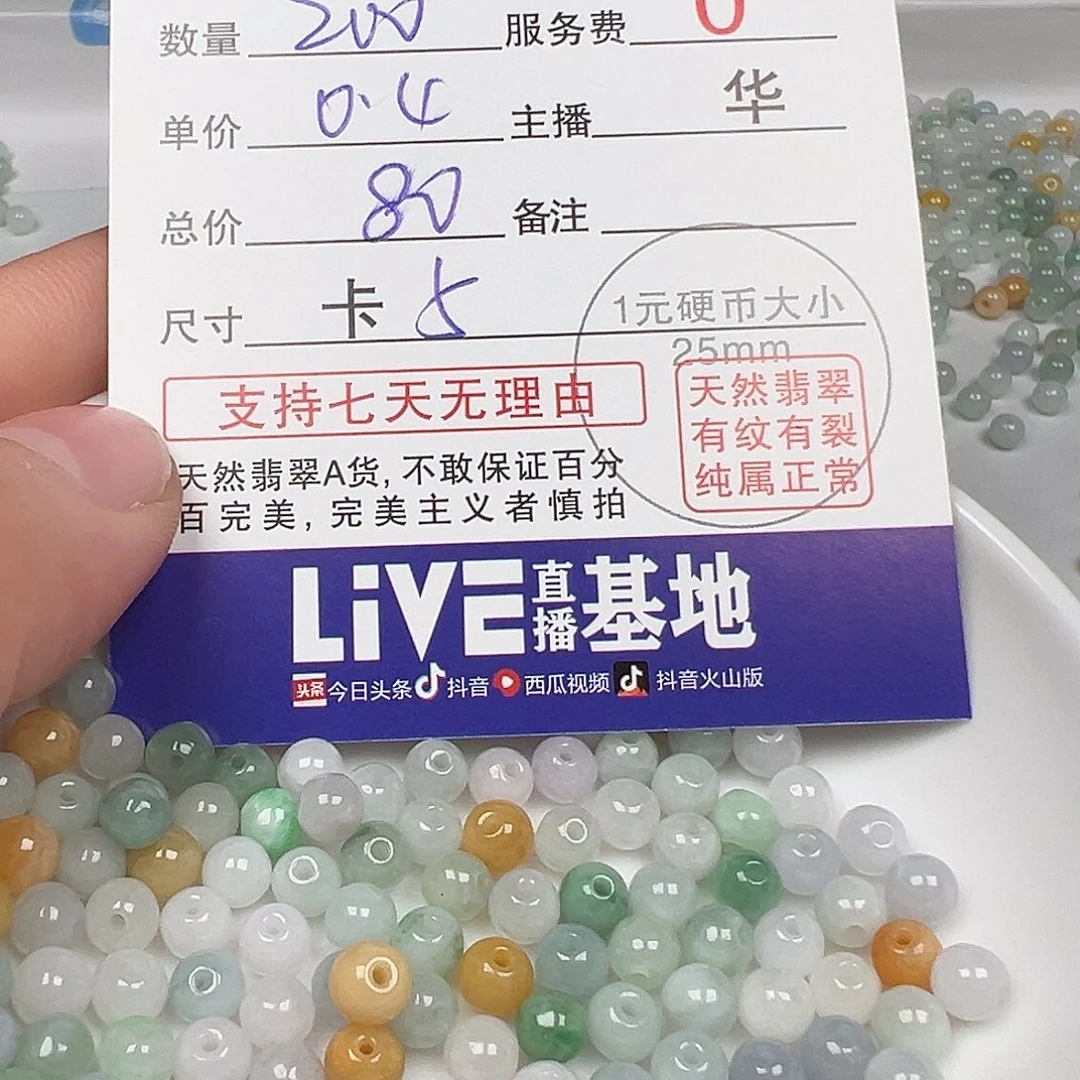 数量 200 服务费 0
单价 0.4 主播 华
总价 80 备注
尺寸 卡 5
1元硬币大小
25mm
支持七天无理由
天然翡翠
有纹有裂
纯属正常
天然翡翠A货,不敢保证百分
百完美,完美主义者慎拍
LiVE直播基地
头条 今日头条 抖音 西瓜视频 抖音火山版